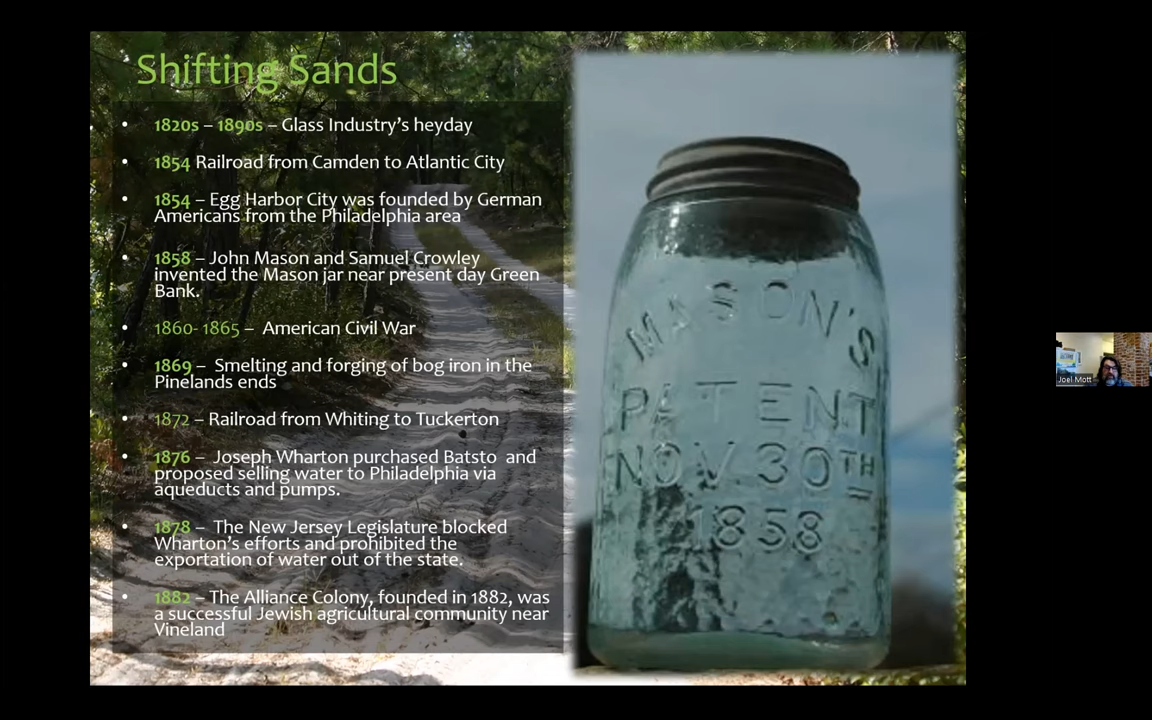 Shifting Sands
• 1820s – 1890s – Glass Industry's heyday
• 1854 Railroad from Camden to Atlantic City
• 1854 – Egg Harbor City was founded by German
Americans from the Philadelphia area
• 1858 – John Mason and Samuel Crowley
invented the Mason jar near present day Green
Bank.
• 1860- 1865 – American Civil War
• 1869 – Smelting and forging of bog iron in the
Pinelands ends
• 1872 – Railroad from Whiting to Tuckerton
• 1876 – Joseph Wharton purchased Batsto and
proposed selling water to Philadelphia via
aqueducts and pumps.
• 1878 – The New Jersey Legislature blocked
Wharton's efforts and prohibited the
exportation of water out of the state.
• 1882 – The Alliance Colony, founded in 1882, was
a successful Jewish agricultural community near
Vineland
MASON'S
PATENT
NOV. 30TH
1858
Joel Mott